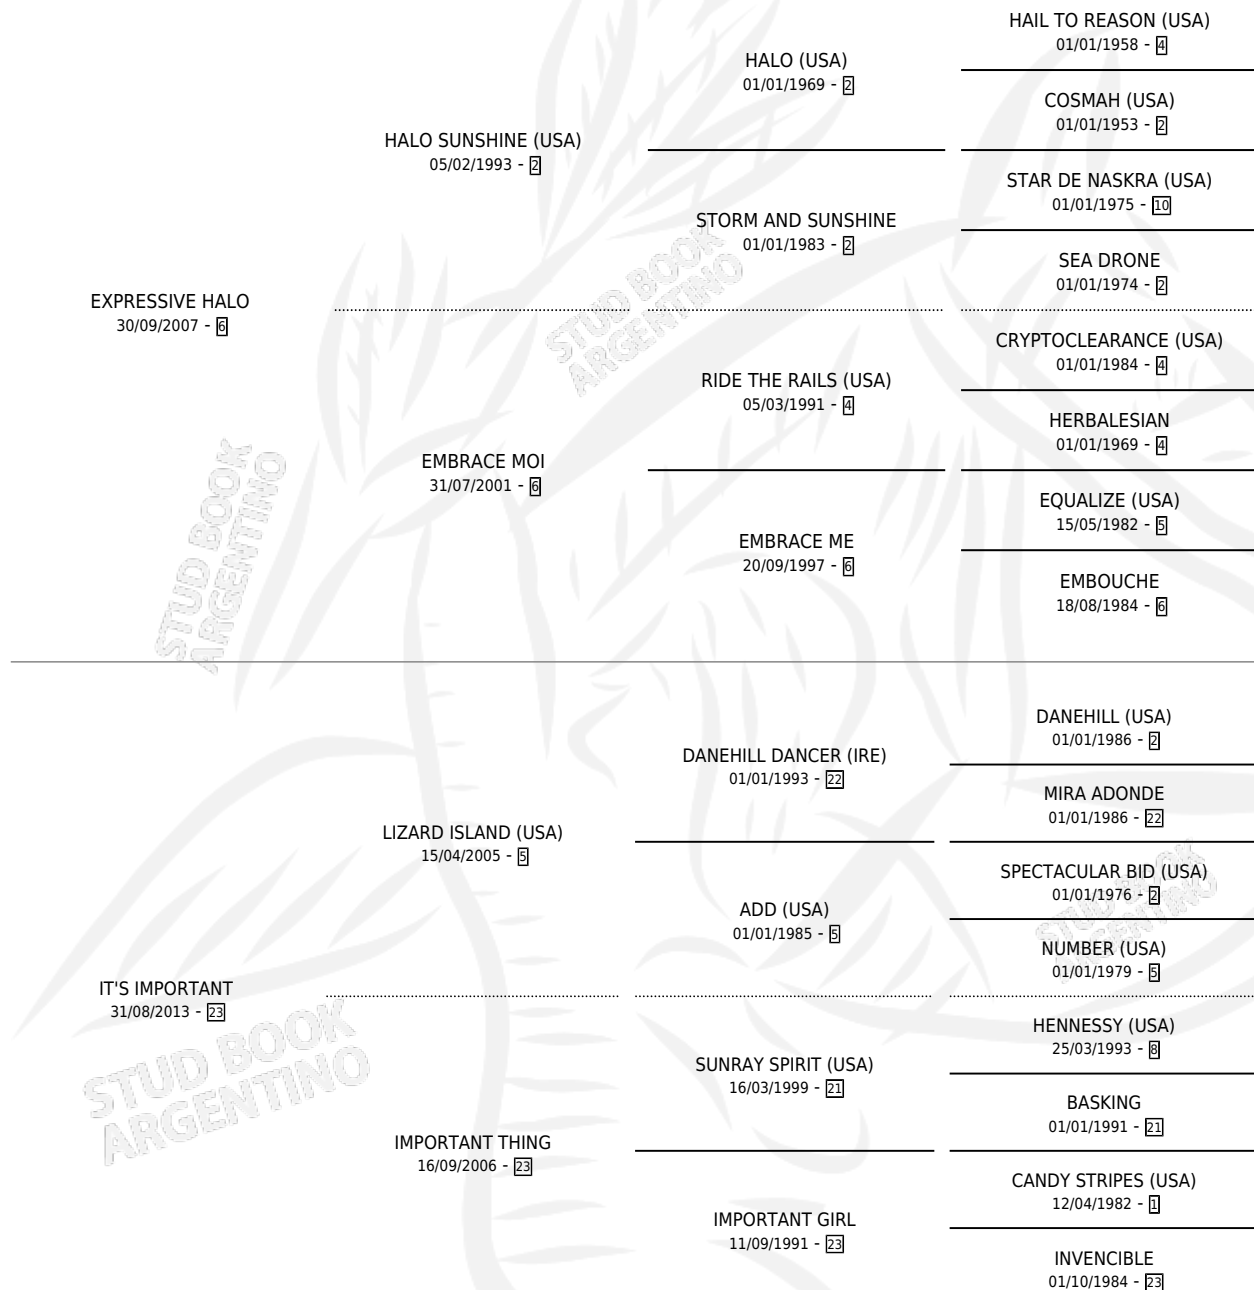 HAIL TO REASON (USA)
01/01/1958 - 4
HALO (USA)
01/01/1969 - 2
COSMAH (USA)
01/01/1953 - 2
HALO SUNSHINE (USA)
05/02/1993 - 2
STAR DE NASKRA (USA)
01/01/1975 - 10
STORM AND SUNSHINE
01/01/1983 - 2
SEA DRONE
01/01/1974 - 2
EXPRESSIVE HALO
30/09/2007 - 6
CRYPTOCLEARANCE (USA)
01/01/1984 - 4
RIDE THE RAILS (USA)
05/03/1991 - 4
HERBALESIAN
01/01/1969 - 4
EMBRACE MOI
31/07/2001 - 6
EQUALIZE (USA)
15/05/1982 - 5
EMBRACE ME
20/09/1997 - 6
EMBOUCHE
18/08/1984 - 6
DANEHILL (USA)
01/01/1986 - 2
DANEHILL DANCER (IRE)
01/01/1993 - 22
MIRA ADONDE
01/01/1986 - 22
LIZARD ISLAND (USA)
15/04/2005 - 5
SPECTACULAR BID (USA)
01/01/1976 - 2
ADD (USA)
01/01/1985 - 5
NUMBER (USA)
01/01/1979 - 5
IT'S IMPORTANT
31/08/2013 - 23
HENNESSY (USA)
25/03/1993 - 8
SUNRAY SPIRIT (USA)
16/03/1999 - 21
BASKING
01/01/1991 - 21
IMPORTANT THING
16/09/2006 - 23
CANDY STRIPES (USA)
12/04/1982 - 1
IMPORTANT GIRL
11/09/1991 - 23
INVENCIBLE
01/10/1984 - 23
STUD BOOK
ARGENTINO
STUD BOOK
ARGENTINO
STUD BOOK
ARGENTINO
STUD BOOK
ARGENTINO